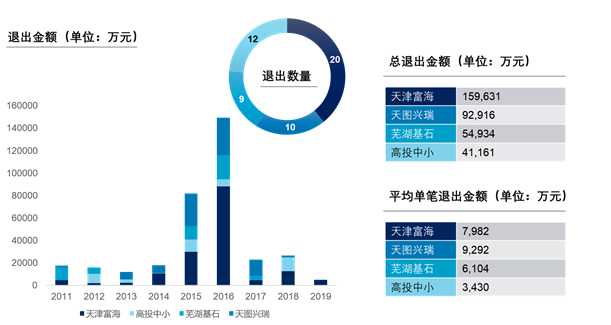 退出金额（单位：万元）
12
20
退出数量
9
10
160000
140000
120000
100000
80000
60000
40000
20000
0
2011 2012 2013 2014 2015 2016 2017 2018 2019
天津富海 高投中小 芜湖基石 天图兴瑞
总退出金额（单位：万元）
天津富海 159,631
天图兴瑞 92,916
芜湖基石 54,934
高投中小 41,161
平均单笔退出金额（单位：万元）
天津富海 7,982
天图兴瑞 9,292
芜湖基石 6,104
高投中小 3,430